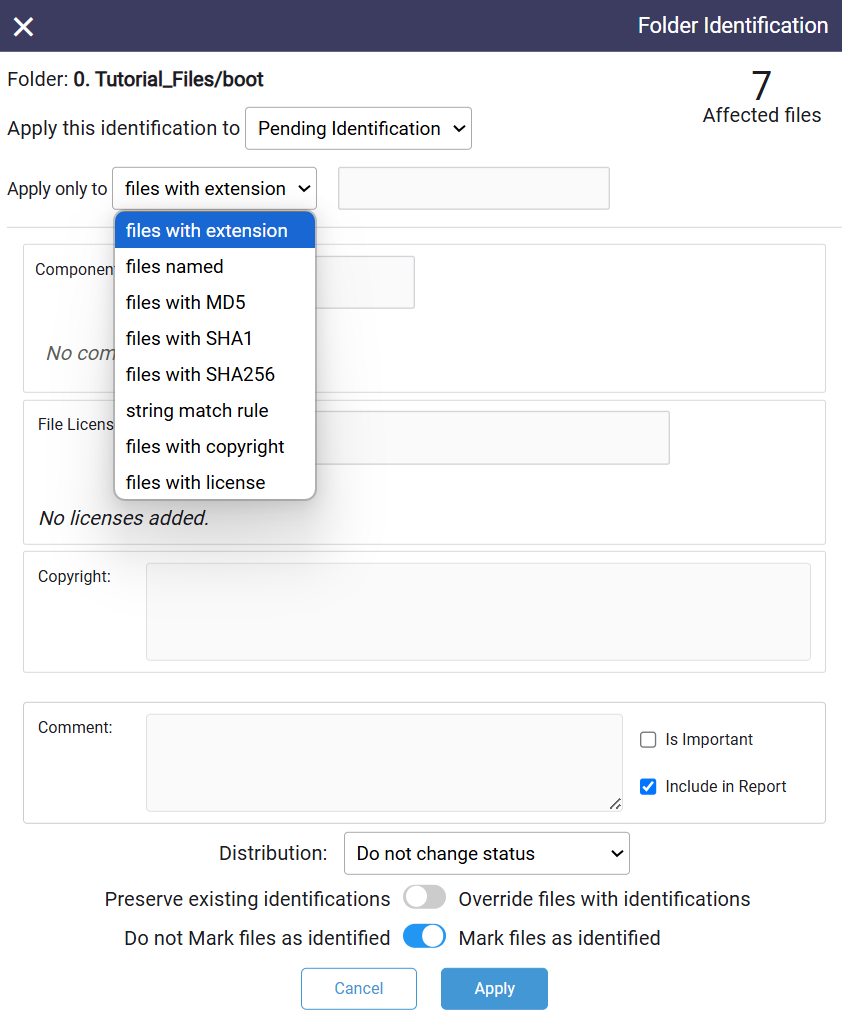 Folder Identification
Folder: 0. Tutorial_Files/boot
7
Affected files
Apply this identification to Pending Identification
Apply only to files with extension
files with extension
files named
files with MD5
files with SHA1
files with SHA256
string match rule
files with copyright
files with license
Componen
No com
File Licens
No licenses added.
Copyright:
Comment:
Is Important
Include in Report
Distribution: Do not change status
Preserve existing identifications Override files with identifications
Do not Mark files as identified Mark files as identified
Cancel Apply